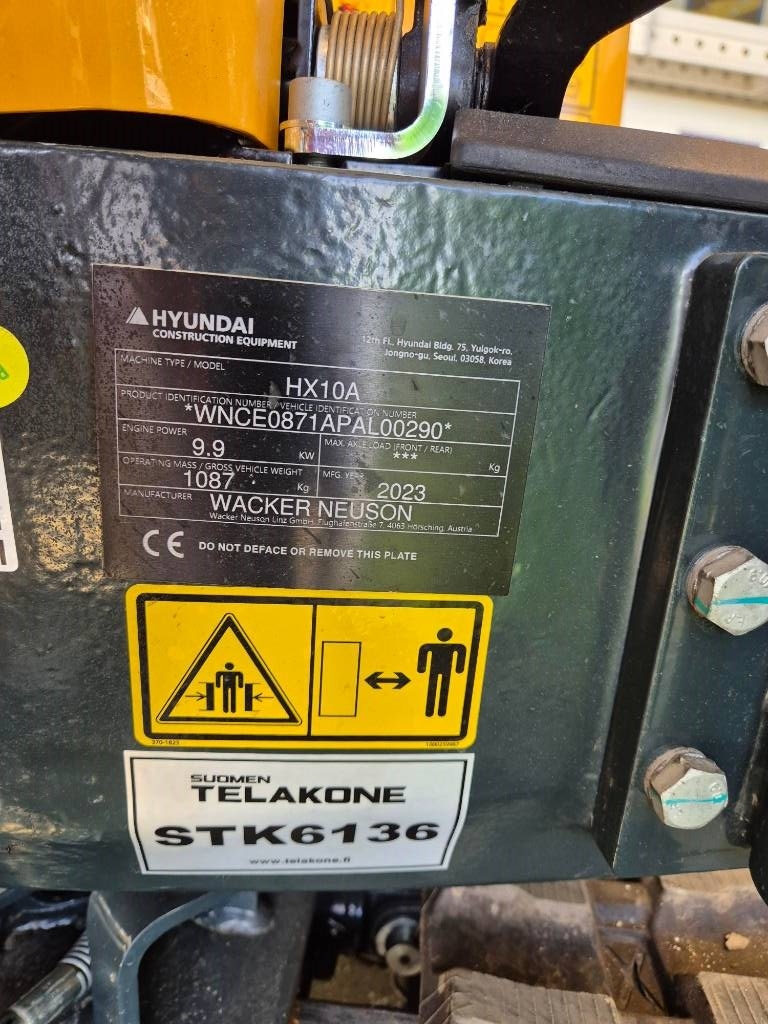 HYUNDAI
CONSTRUCTION EQUIPMENT
12th Fl., Hyundai Bldg. 75, Yulgok-ro,
Jongno-gu, Seoul, 03058, Korea
MACHINE TYPE / MODEL
HX10A
PRODUCT IDENTIFICATION NUMBER / VEHICLE IDENTIFICATION NUMBER
*WNCE0871APAL00290*
ENGINE POWER
9.9 KW
MAX. AXLE LOAD (FRONT / REAR)
*** Kg
OPERATING MASS / GROSS VEHICLE WEIGHT
1087 Kg
MFG. YEAR
2023
MANUFACTURER
WACKER NEUSON
Wacker Neuson Linz GmbH, Flughafenstraße 7, 4063 Hörsching, Austria
CE DO NOT DEFACE OR REMOVE THIS PLATE
SUOMEN
TELAKONE
STK6136
www.telakone.fi